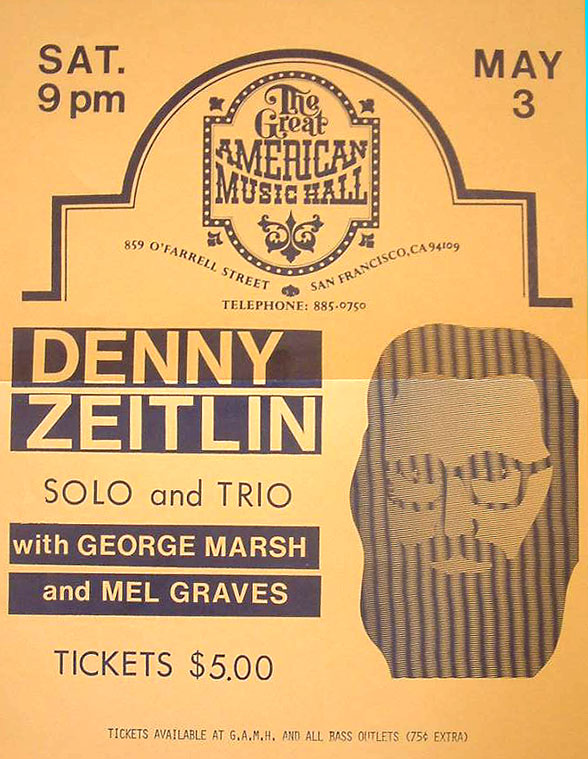 SAT.
9 pm
MAY
3
The
Great
AMERICAN
MUSIC HALL
859 O'FARRELL STREET SAN FRANCISCO, CA 94109
TELEPHONE: 885-0750
DENNY
ZEITLIN
SOLO and TRIO
with GEORGE MARSH
and MEL GRAVES
TICKETS $5.00
TICKETS AVAILABLE AT G.A.M.H. AND ALL BASS OUTLETS (75¢ EXTRA)